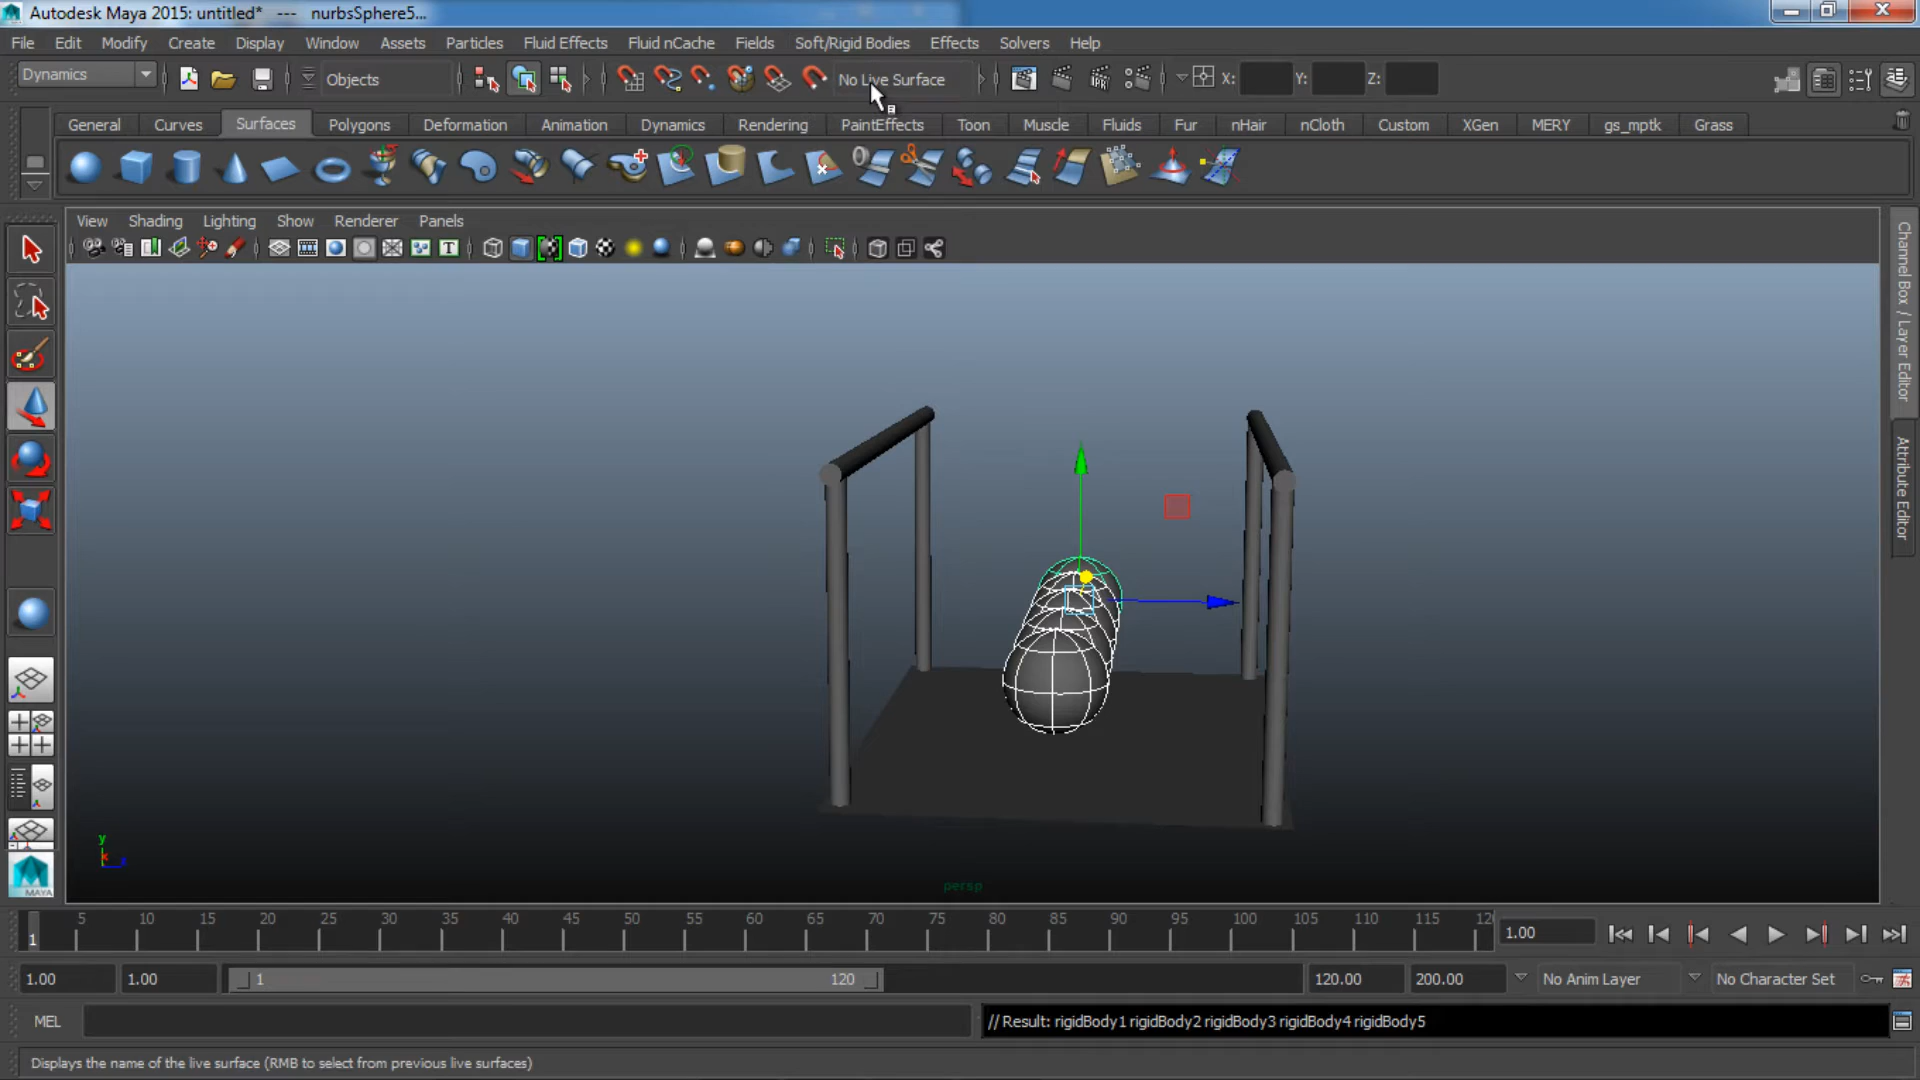 Autodesk Maya 2015: untitled* --- nurbsSphere5...
File Edit Modify Create Display Window Assets Particles Fluid Effects Fluid nCache Fields Soft/Rigid Bodies Effects Solvers Help
Dynamics Objects No Live Surface X: Y: Z:
General Curves Surfaces Polygons Deformation Animation Dynamics Rendering PaintEffects Toon Muscle Fluids Fur nHair nCloth Custom XGen MERY gs_mptk Grass
View Shading Lighting Show Renderer Panels
Channel Box / Layer Editor
Attribute Editor
y
persp
MAYA
5 10 15 20 25 30 35 40 45 50 55 60 65 70 75 80 85 90 95 100 105 110 115 12
1
1.00
1.00 1.00 1 120 120.00 200.00 No Anim Layer No Character Set
MEL // Result: rigidBody1 rigidBody2 rigidBody3 rigidBody4 rigidBody5
Displays the name of the live surface (RMB to select from previous live surfaces)